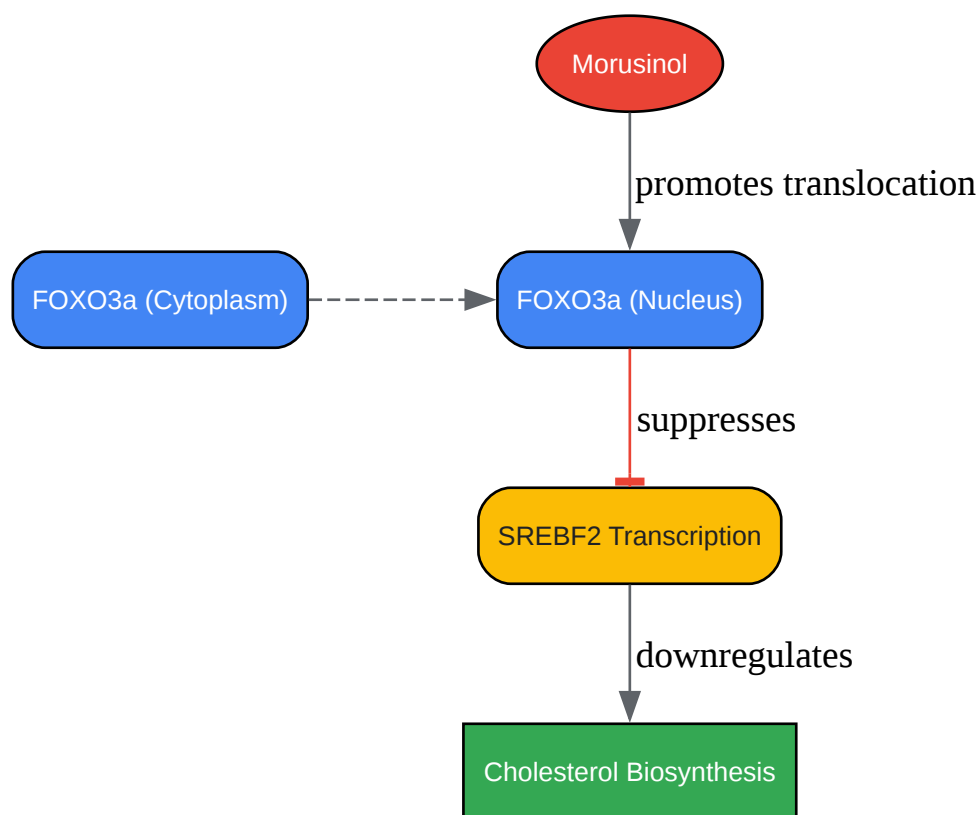 Morusinol
promotes translocation
FOXO3a (Cytoplasm)
FOXO3a (Nucleus)
suppresses
SREBF2 Transcription
downregulates
Cholesterol Biosynthesis